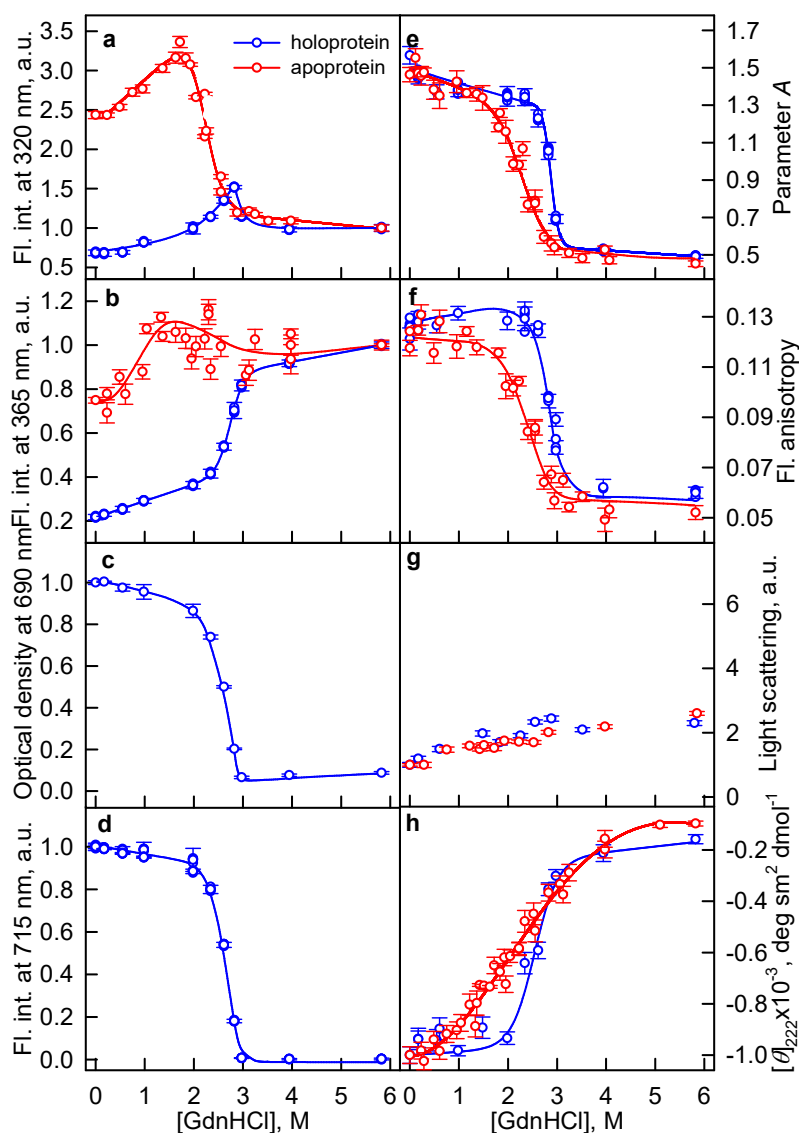 a
holoprotein
apoprotein
Fl. int. at 320 nm, a.u.
3.5
3.0
2.5
2.0
1.5
1.0
0.5
e
Parameter A
1.7
1.5
1.3
1.1
0.9
0.7
0.5
b
Fl. int. at 365 nm, a.u.
1.2
1.0
0.8
0.6
0.4
0.2
f
Fl. anisotropy
0.13
0.11
0.09
0.07
0.05
c
Optical density at 690 nm
1.0
0.8
0.6
0.4
0.2
0.0
g
Light scattering, a.u.
6
4
2
0
d
Fl. int. at 715 nm, a.u.
1.0
0.8
0.6
0.4
0.2
0.0
0 1 2 3 4 5 6
[GdnHCl], M
h
[θ]222x10-3, deg sm2 dmol-1
-0.2
-0.4
-0.6
-0.8
-1.0
0 1 2 3 4 5 6
[GdnHCl], M